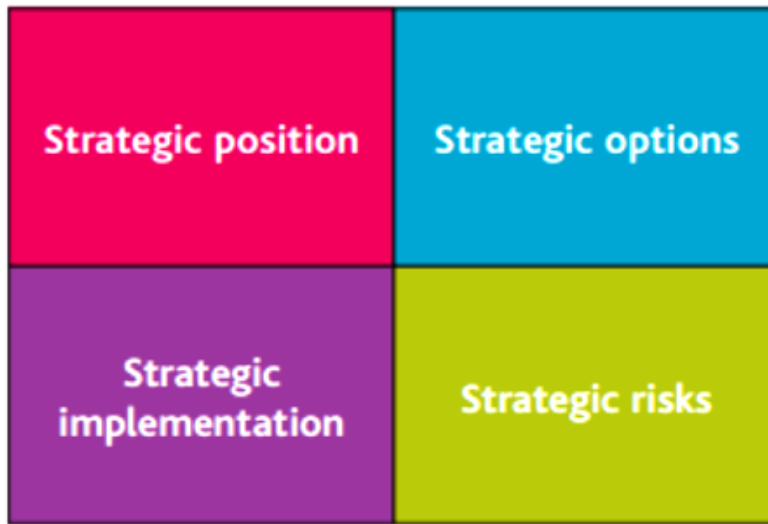 Strategic position
Strategic options
Strategic
implementation
Strategic risks